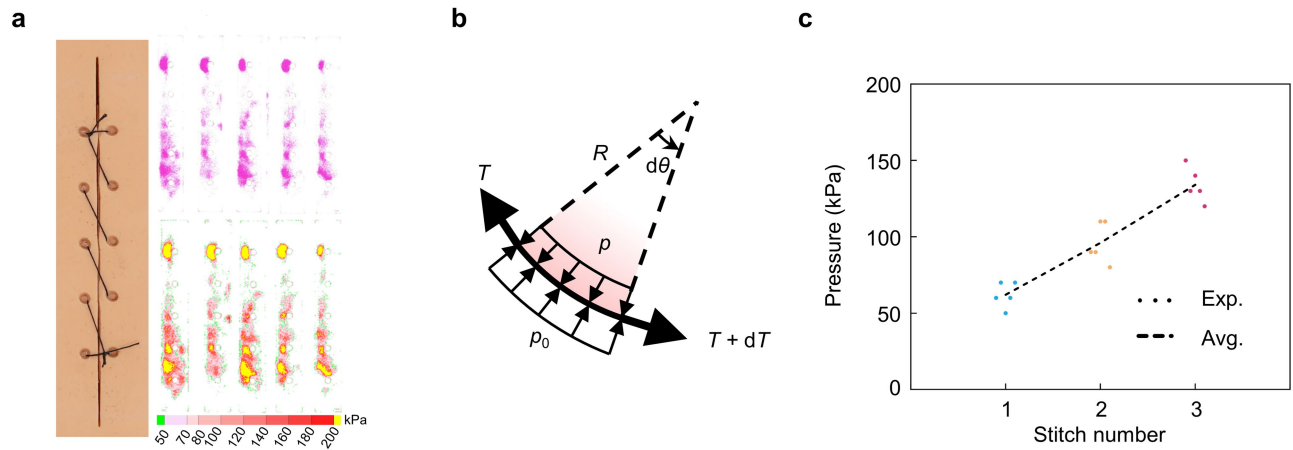 a
50 70 80 100 120 140 160 180 200 kPa
b
R
dθ
T
p
p0
T + dT
c
200
150
100
50
0
Pressure (kPa)
1 2 3
Stitch number
Exp.
Avg.